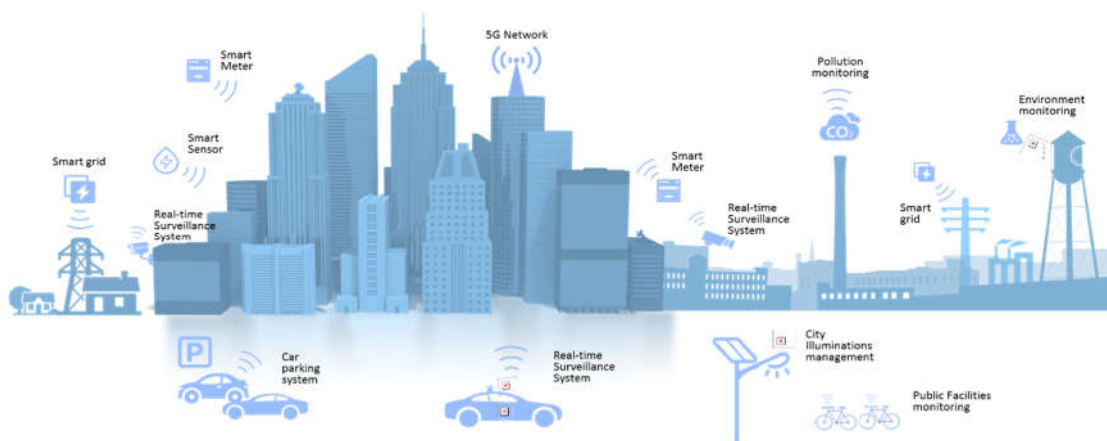 5G Network
Smart
Meter
Pollution
monitoring
CO₂
Environment
monitoring
Smart
Sensor
Smart grid
Smart
Meter
Real-time
Surveillance
System
Real-time
Surveillance
System
Smart
grid
P
Car
parking
system
Real-time
Surveillance
System
City
Illuminations
management
Public Facilities
monitoring